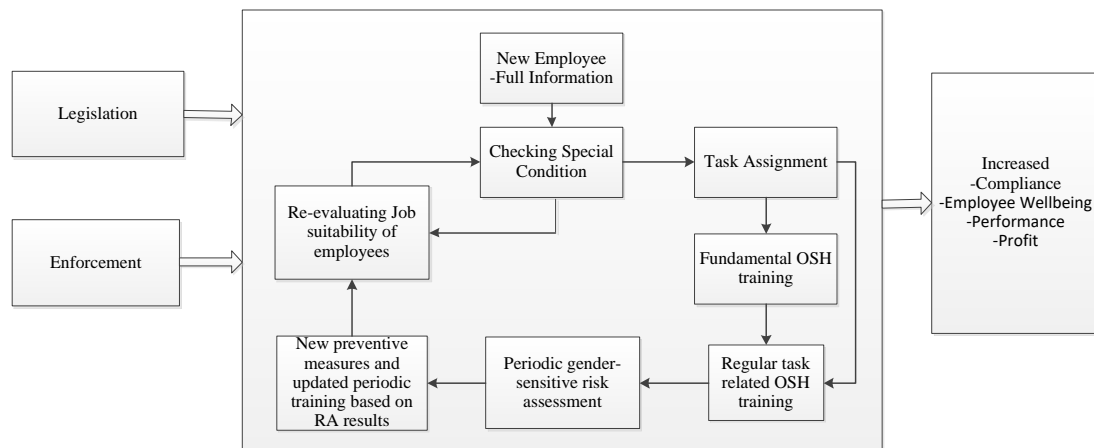 Legislation
Enforcement
New Employee
-Full Information
Checking Special
Condition
Task Assignment
Re-evaluating Job
suitability of
employees
Fundamental OSH
training
New preventive
measures and
updated periodic
training based on
RA results
Periodic gender-
sensitive risk
assessment
Regular task
related OSH
training
Increased
-Compliance
-Employee Wellbeing
-Performance
-Profit